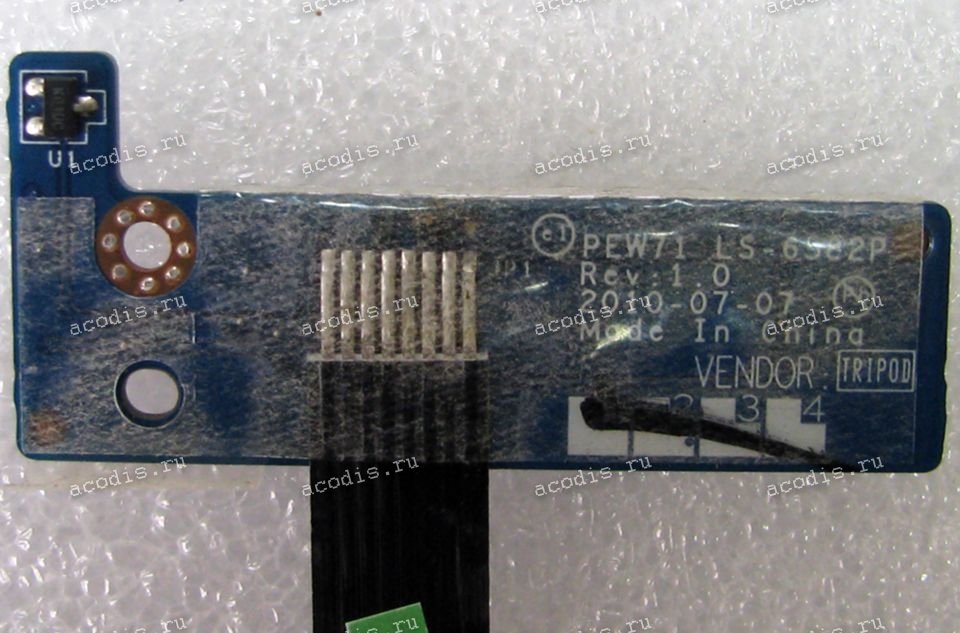 U1
JP1
PEW71 LS-6582P
Rev:1.0
2010-07-07
Made In China
VENDOR. TRIPOD
2 3 4
acodis.ru